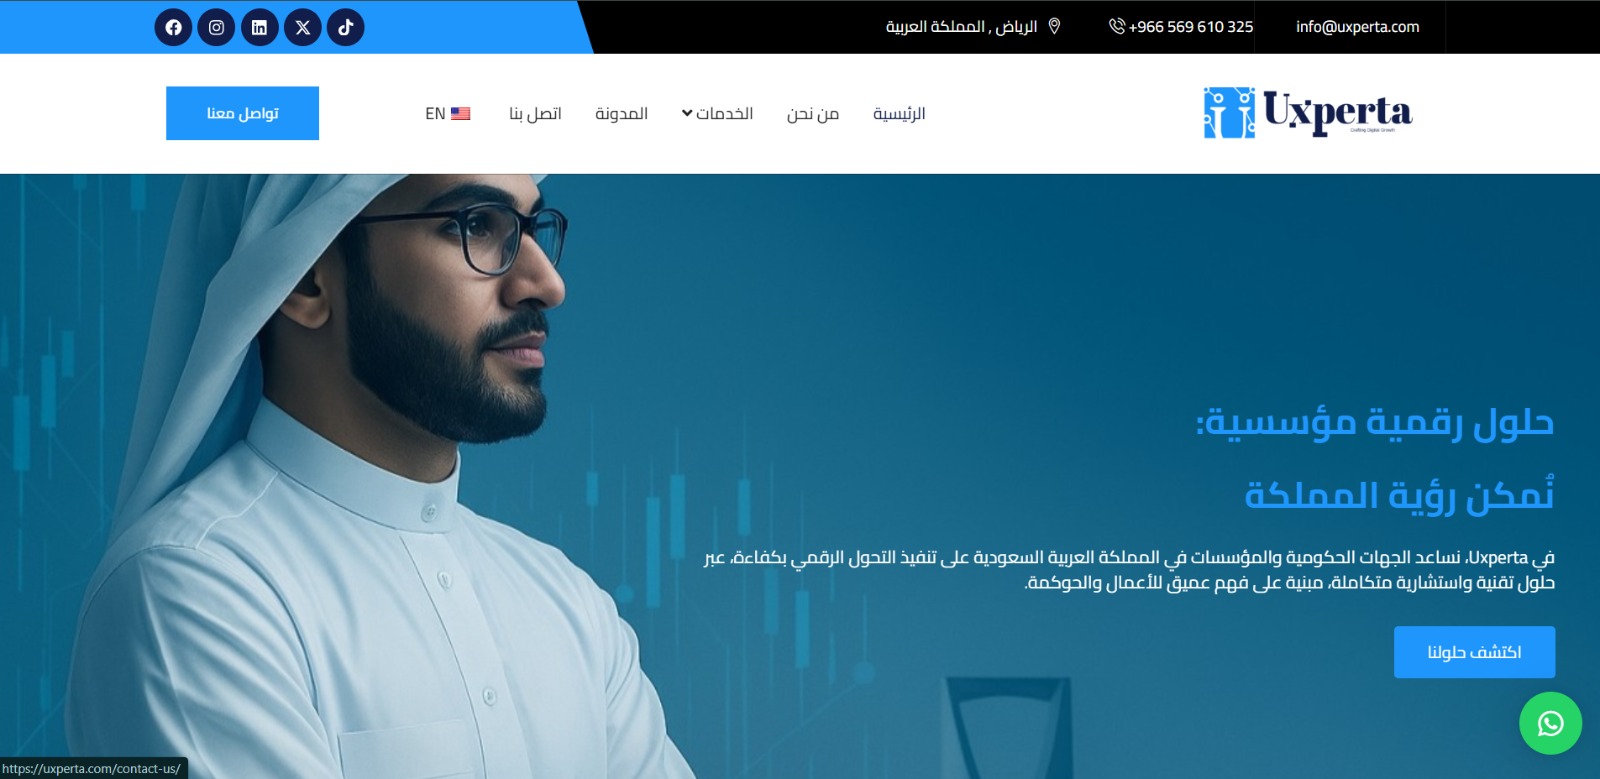 info@uxperta.com
+966 569 610 325
الرياض , المملكة العربية
Uxperta
Crafting Digital Growth
الرئيسية
من نحن
الخدمات
المدونة
اتصل بنا
EN
تواصل معنا
حلول رقمية مؤسسية:
نُمكن رؤية المملكة
في Uxperta، نساعد الجهات الحكومية والمؤسسات في المملكة العربية السعودية على تنفيذ التحول الرقمي بكفاءة، عبر
حلول تقنية واستشارية متكاملة، مبنية على فهم عميق للأعمال والحوكمة.
اكتشف حلولنا
https://uxperta.com/contact-us/